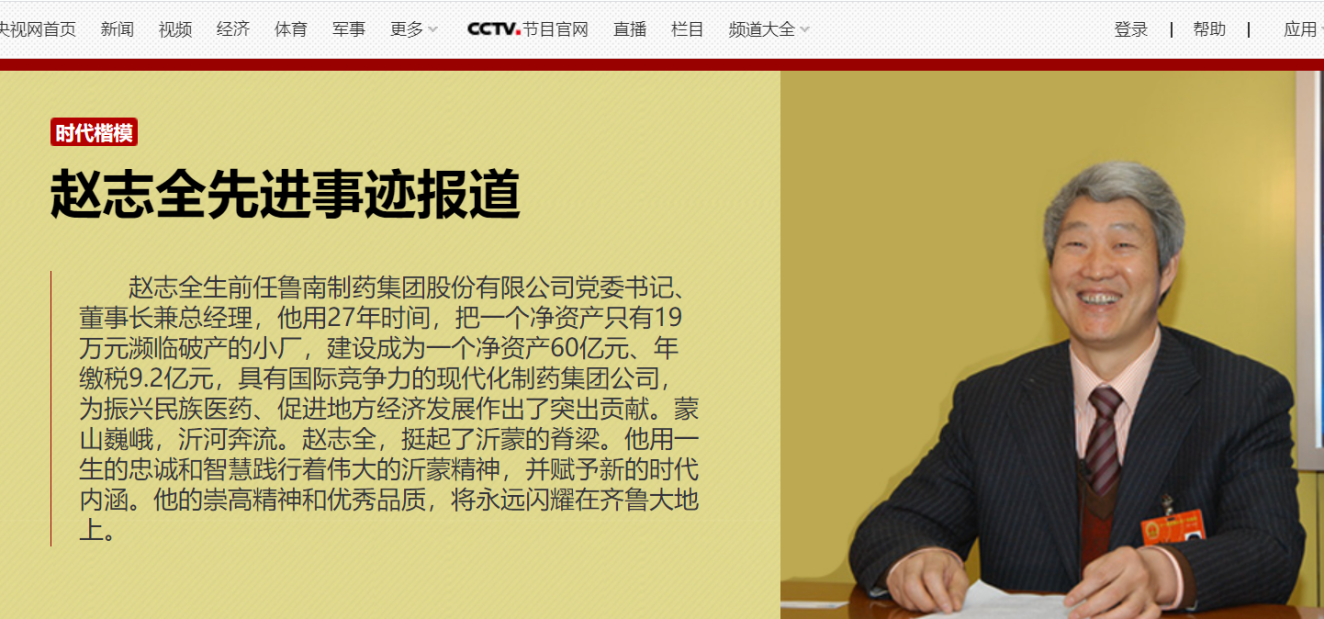 央视网首页 新闻 视频 经济 体育 军事 更多 CCTV.节目官网 直播 栏目 频道大全 登录 | 帮助 | 应用
时代楷模
赵志全先进事迹报道
赵志全生前任鲁南制药集团股份有限公司党委书记、
董事长兼总经理，他用27年时间，把一个净资产只有19
万元濒临破产的小厂，建设成为一个净资产60亿元、年
缴税9.2亿元，具有国际竞争力的现代化制药集团公司，
为振兴民族医药、促进地方经济发展作出了突出贡献。蒙
山巍峨，沂河奔流。赵志全，挺起了沂蒙的脊梁。他用一
生的忠诚和智慧践行着伟大的沂蒙精神，并赋予新的时代
内涵。他的崇高精神和优秀品质，将永远闪耀在齐鲁大地
上。